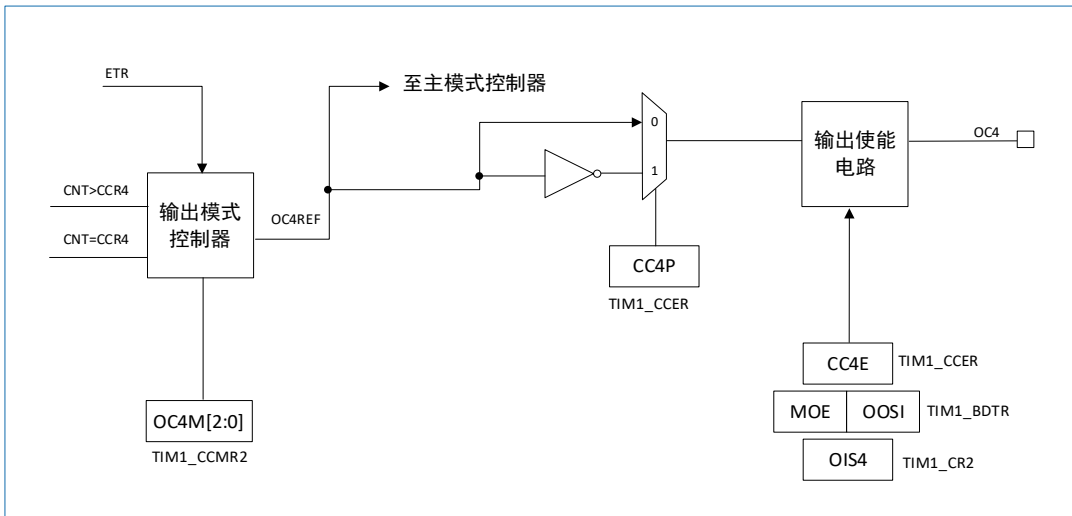 ETR
至主模式控制器
CNT>CCR4
CNT=CCR4
输出模式
控制器
OC4REF
0
1
输出使能
电路
OC4
CC4P
TIM1_CCER
OC4M[2:0]
TIM1_CCMR2
CC4E
TIM1_CCER
MOE
OOSI
TIM1_BDTR
OIS4
TIM1_CR2